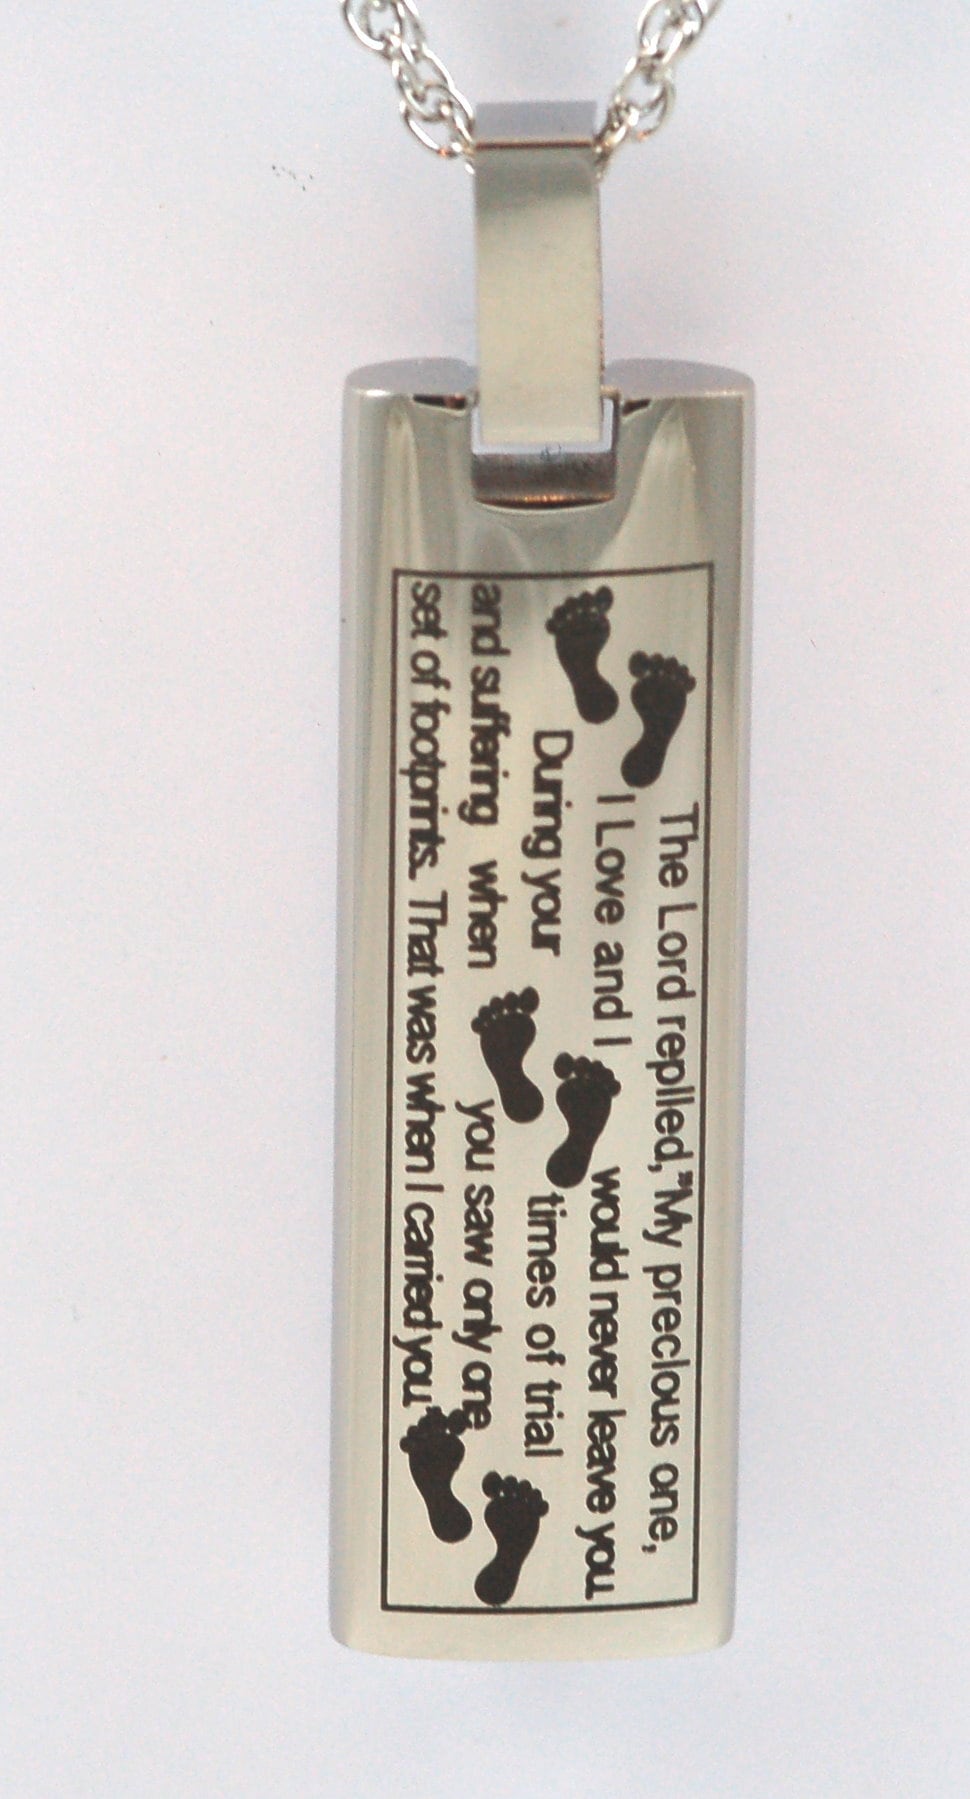 The Lord replied,"My precious one,
I Love and I would never leave you.
During your times of trial
and suffering when you saw only one
set of footprints. That was when I carried you"